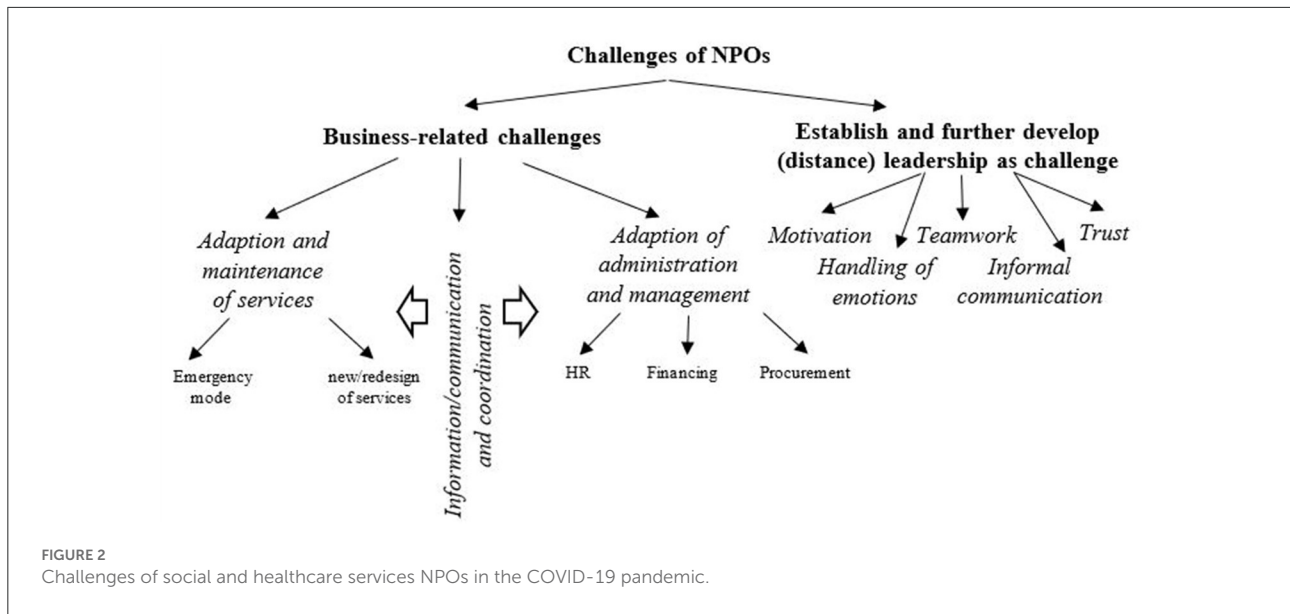 Challenges of NPOs
Business-related challenges
Establish and further develop
(distance) leadership as challenge
Adaption and
maintenance
of services
Emergency
mode
new/redesign
of services
Information/communication
and coordination
Adaption of
administration
and management
HR
Financing
Procurement
Motivation
Handling of
emotions
Teamwork
Informal
communication
Trust
FIGURE 2
Challenges of social and healthcare services NPOs in the COVID-19 pandemic.